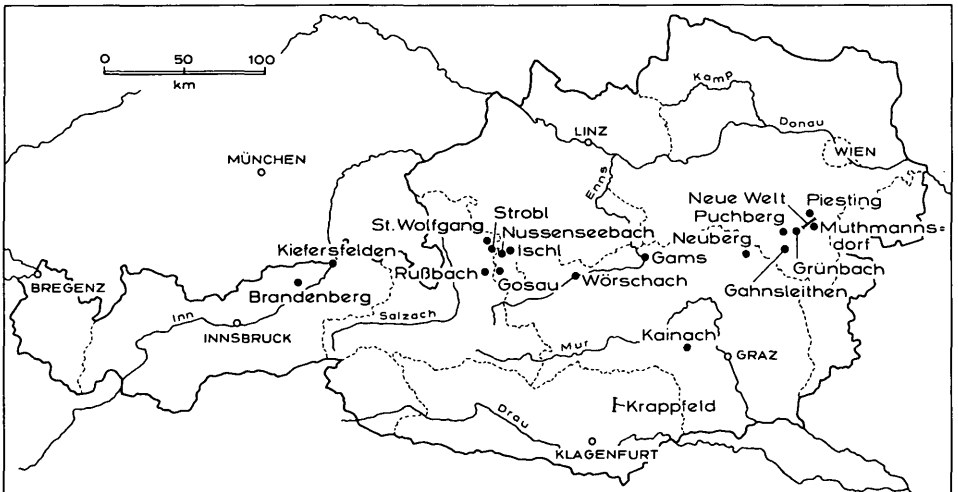 0 50 100
km
Kamp
LINZ
Donau
WIEN
MÜNCHEN
Enns
Neue Welt
Piesting
Strobl
Puchberg
St. Wolfgang
Nussenseebach
Muthmanns-
dorf
Kiefersfelden
Ischl
Neuberg
Gams
Grünbach
BREGENZ
Rußbach
Gosau
Wörschach
Gahnsleithen
Brandenberg
Inn
Salzach
INNSBRUCK
Mur
Kainach
GRAZ
Krappfeld
Drau
KLAGENFURT